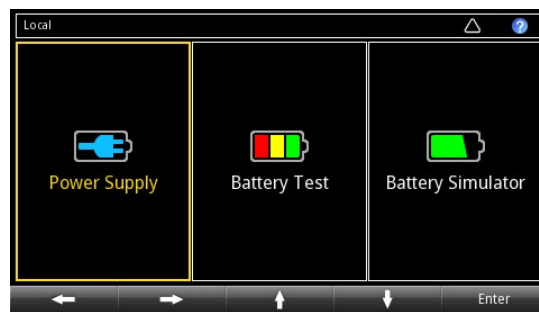 Local
?
Power Supply
Battery Test
Battery Simulator
Enter